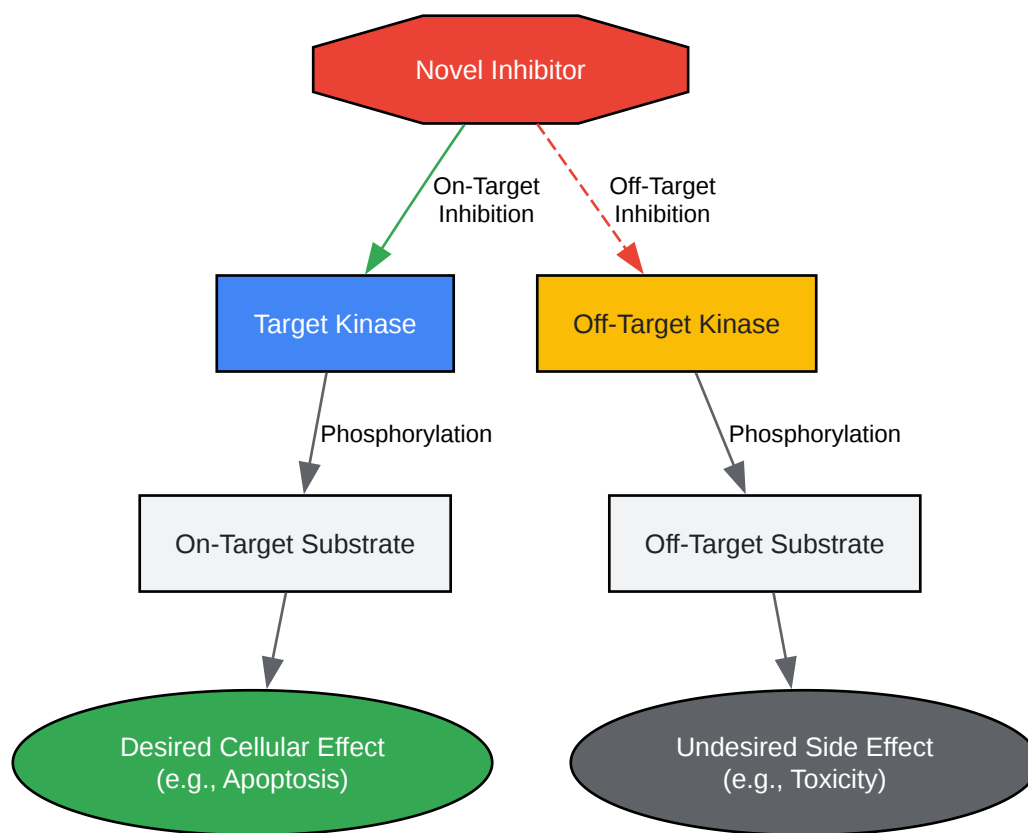 Novel Inhibitor
On-Target
Inhibition
Off-Target
Inhibition
Target Kinase
Off-Target Kinase
Phosphorylation
Phosphorylation
On-Target Substrate
Off-Target Substrate
Desired Cellular Effect
(e.g., Apoptosis)
Undesired Side Effect
(e.g., Toxicity)